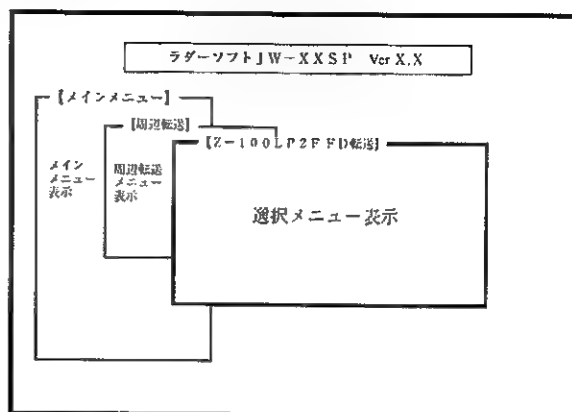 ラダーソフトJW-XXSP Ver X.X
【メインメニュー】
【周辺転送】
【Z-100LP2FFD転送】
メイン
メニュー
表示
周辺転送
メニュー
表示
選択メニュー表示